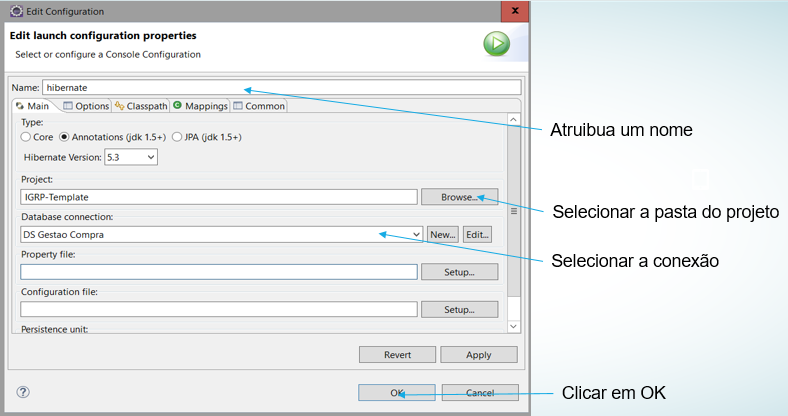 Edit Configuration
x
Edit launch configuration properties
Select or configure a Console Configuration
Name: hibernate
Main Options Classpath Mappings Common
Type:
Core Annotations (jdk 1.5+) JPA (jdk 1.5+)
Hibernate Version: 5.3
Project:
IGRP-Template Browse...
Database connection:
DS Gestao Compra New... Edit...
Property file:
Setup...
Configuration file:
Setup...
Persistence unit:
Revert Apply
? OK Cancel
Atruibua um nome
Selecionar a pasta do projeto
Selecionar a conexão
Clicar em OK